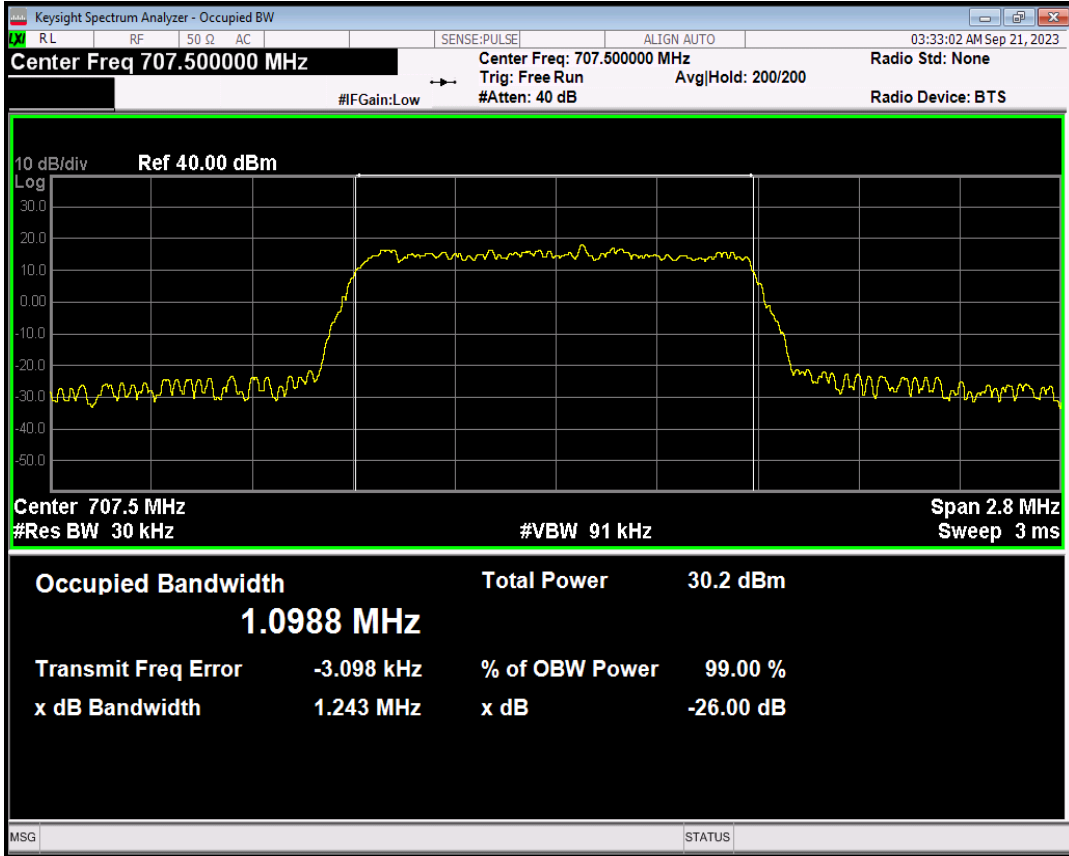 Keysight Spectrum Analyzer - Occupied BW
LXI RL RF 50 Ω AC SENSE:PULSE ALIGN AUTO 03:33:02 AM Sep 21, 2023
Center Freq 707.500000 MHz
Center Freq: 707.500000 MHz
Radio Std: None
Trig: Free Run Avg|Hold: 200/200
#IFGain:Low
#Atten: 40 dB
Radio Device: BTS
10 dB/div Ref 40.00 dBm
Log
30.0
20.0
10.0
0.00
-10.0
-20.0
-30.0
-40.0
-50.0
Center 707.5 MHz Span 2.8 MHz
#Res BW 30 kHz #VBW 91 kHz Sweep 3 ms
Occupied Bandwidth Total Power 30.2 dBm
1.0988 MHz
Transmit Freq Error -3.098 kHz % of OBW Power 99.00 %
x dB Bandwidth 1.243 MHz x dB -26.00 dB
MSG STATUS